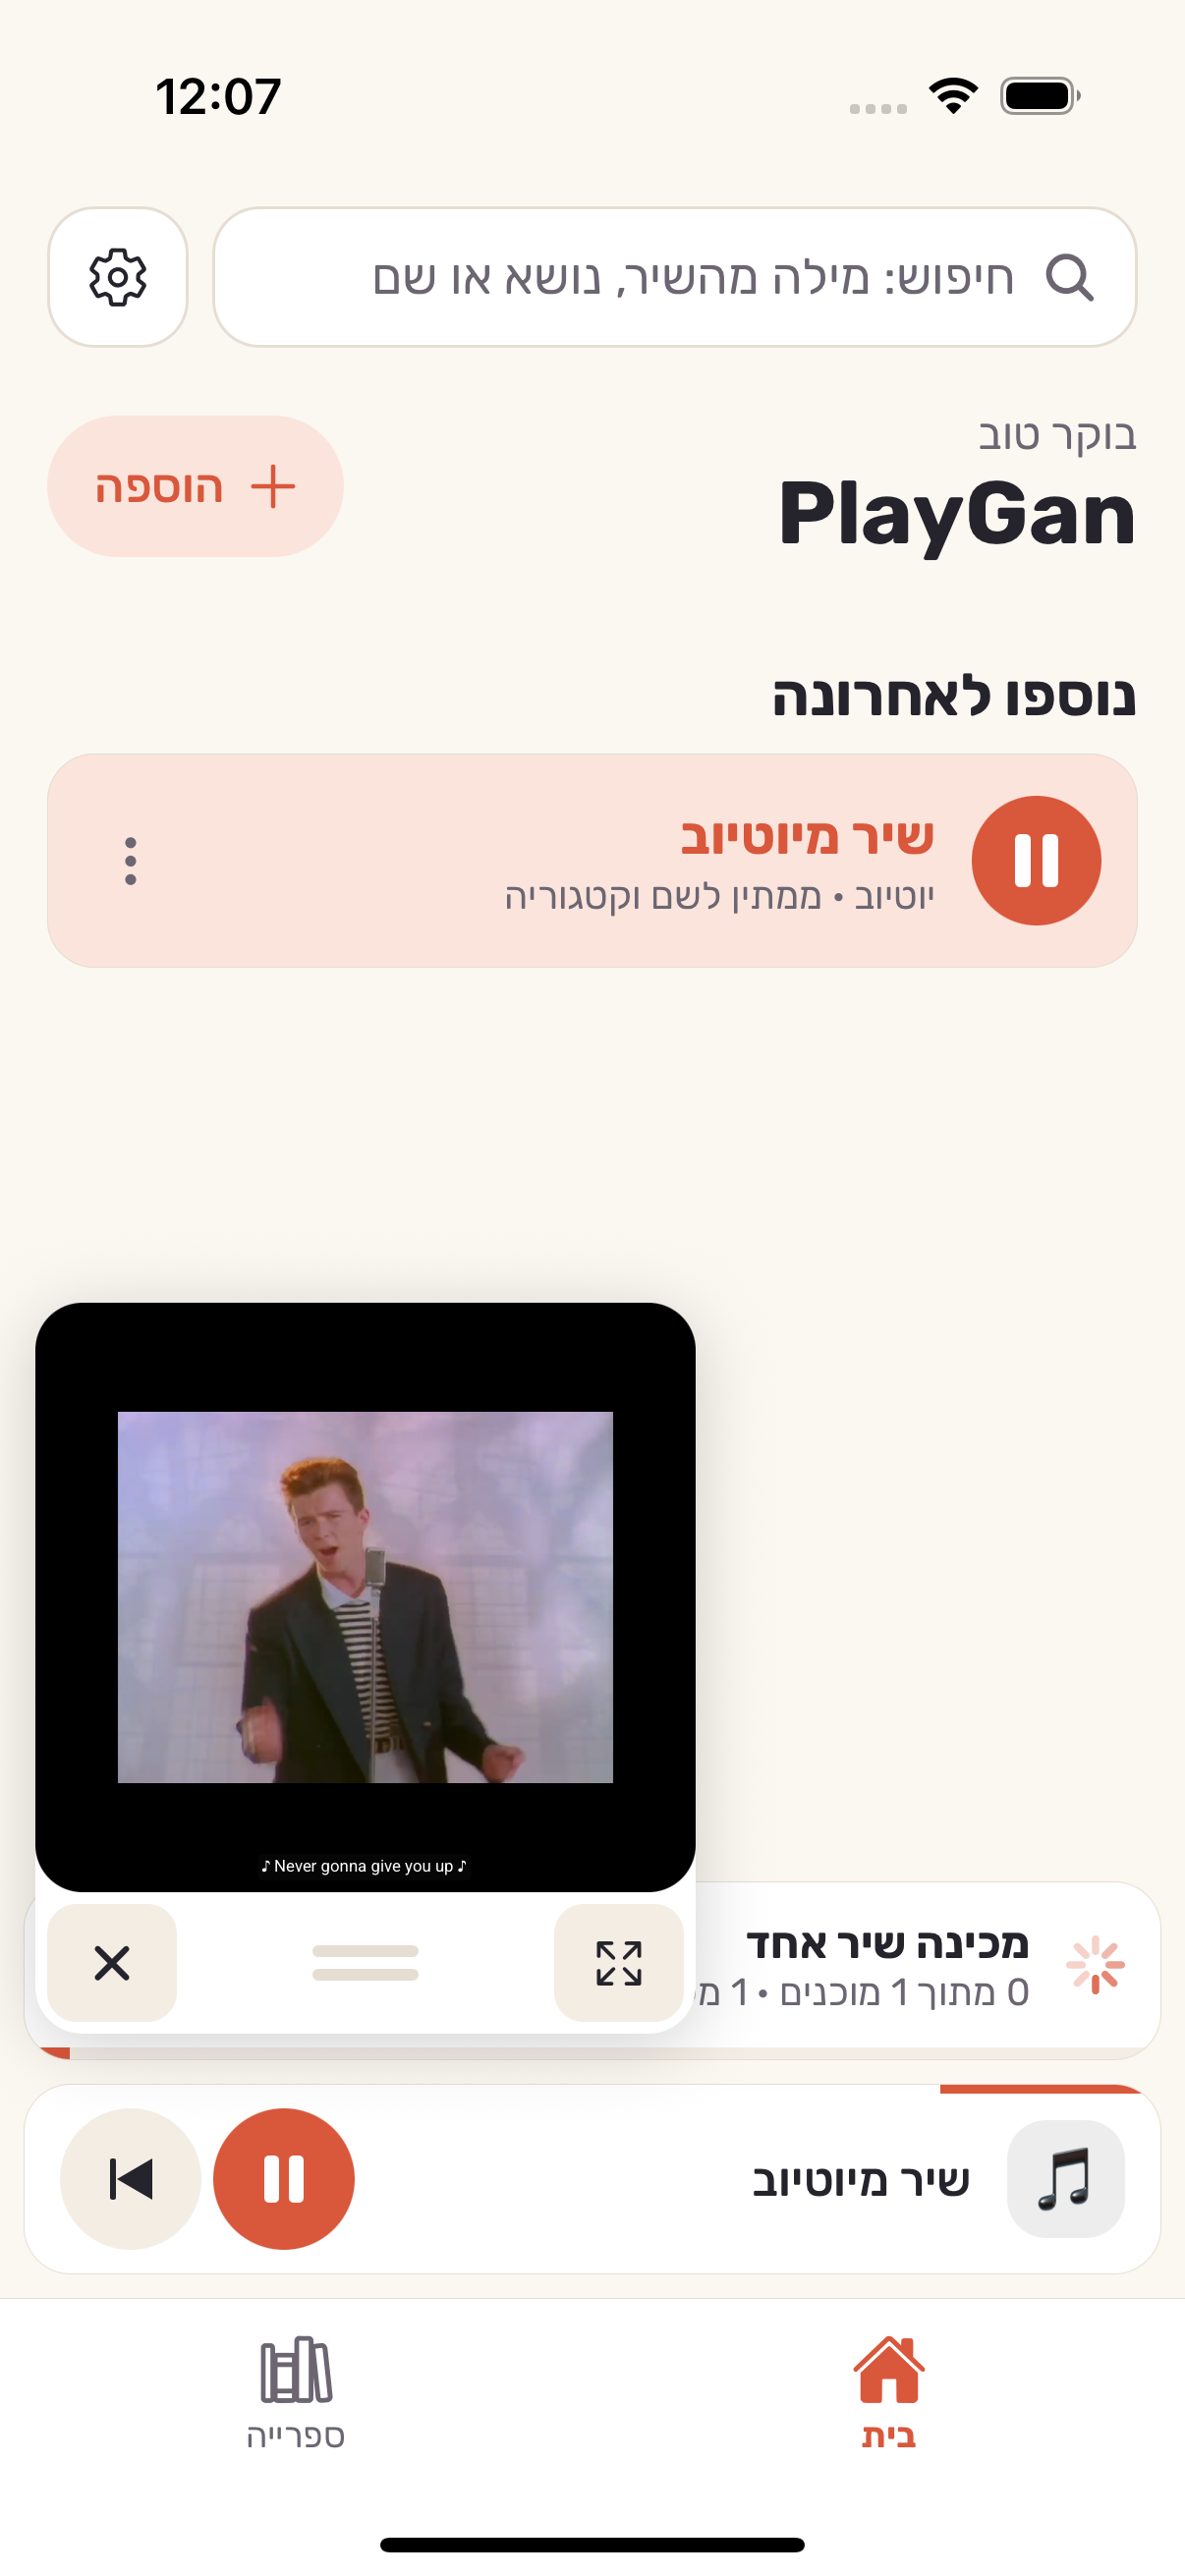 12:07
חיפוש: מילה מהשיר, נושא או שם
בוקר טוב
PlayGan
הוספה
נוספו לאחרונה
שיר מיוטיוב
יוטיוב • ממתין לשם וקטגוריה
♪ Never gonna give you up ♪
מכינה שיר אחד
0 מתוך 1 מוכנים • 1
שיר מיוטיוב
בית
ספרייה